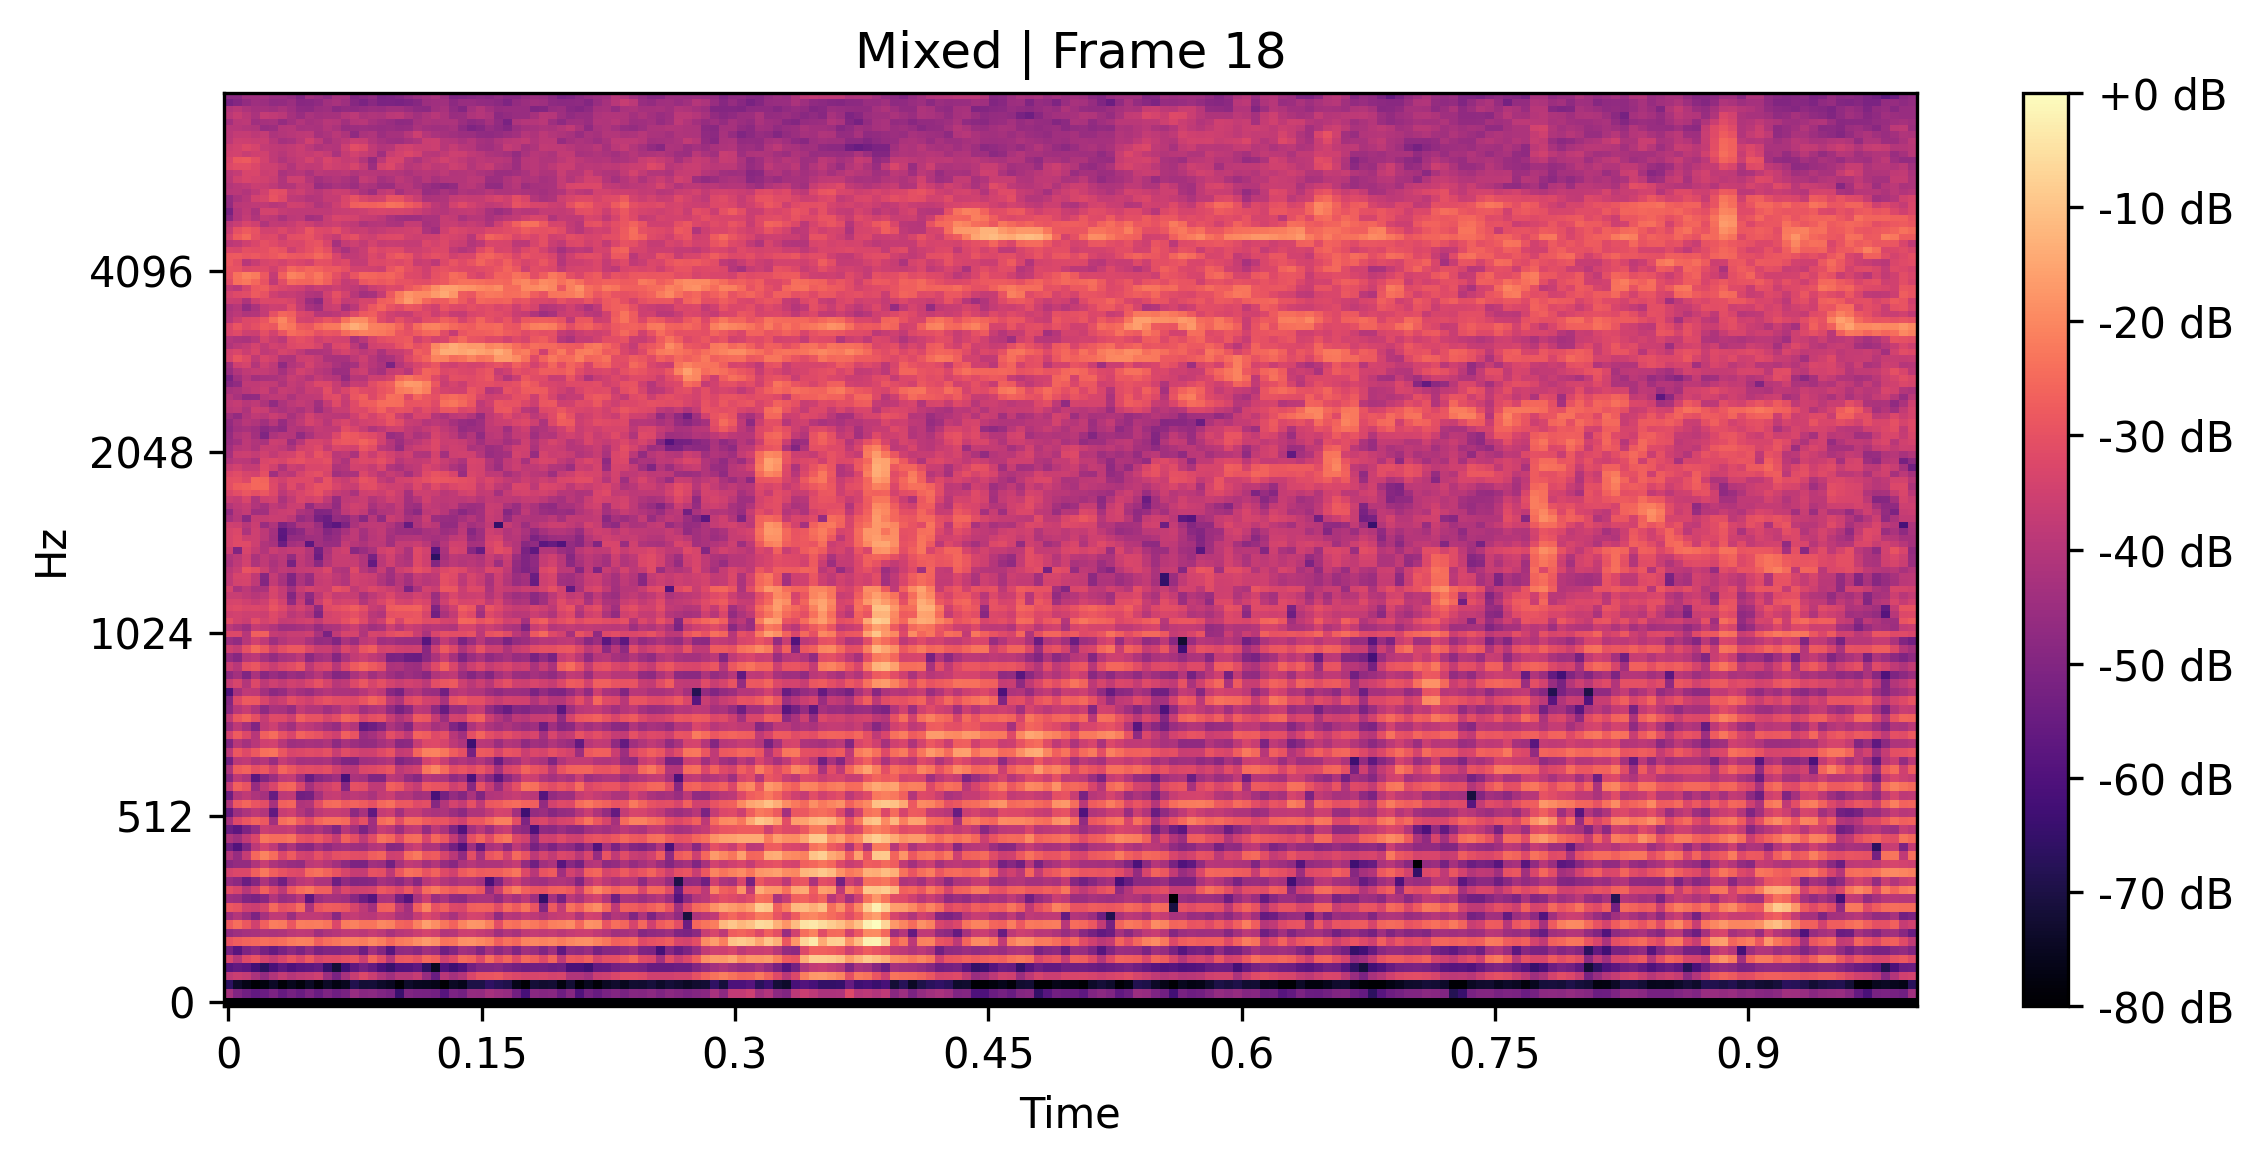 Mixed | Frame 18
+0 dB
-10 dB
-20 dB
-30 dB
-40 dB
-50 dB
-60 dB
-70 dB
-80 dB
Hz
4096
2048
1024
512
0
0 0.15 0.3 0.45 0.6 0.75 0.9
Time